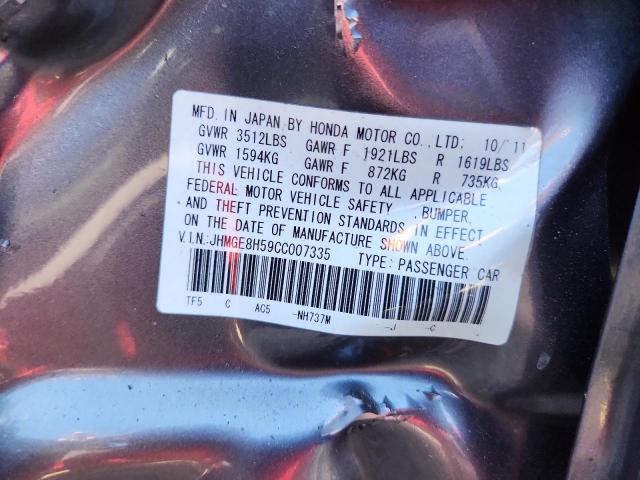 MFD. IN JAPAN BY HONDA MOTOR CO., LTD: 10/'11
GVWR 3512LBS GAWR F 1921LBS R 1619LBS
GVWR 1594KG GAWR F 872KG R 735KG
THIS VEHICLE CONFORMS TO ALL APPLICABLE
FEDERAL MOTOR VEHICLE SAFETY , BUMPER,
AND THEFT PREVENTION STANDARDS IN EFFECT
ON THE DATE OF MANUFACTURE SHOWN ABOVE.
V.I.N.:JHMGE8H59CC007335 TYPE: PASSENGER CAR
TF5 C AC5 -NH737M -J -C